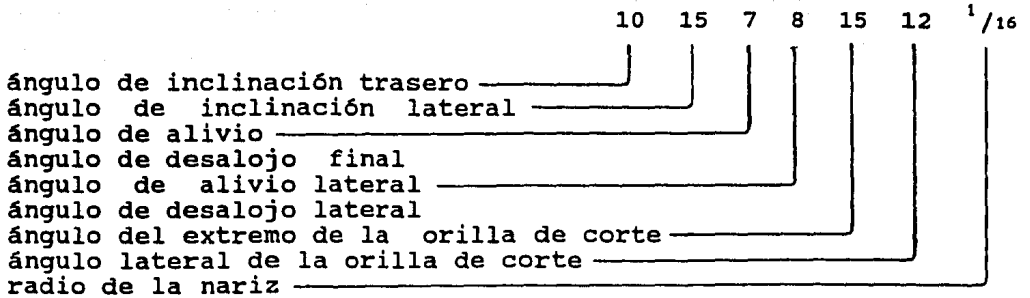 10 15 7 8 15 12 1/16
ángulo de inclinación trasero
ángulo de inclinación lateral
ángulo de alivio
ángulo de desalojo final
ángulo de alivio lateral
ángulo de desalojo lateral
ángulo del extremo de la orilla de corte
ángulo lateral de la orilla de corte
radio de la nariz